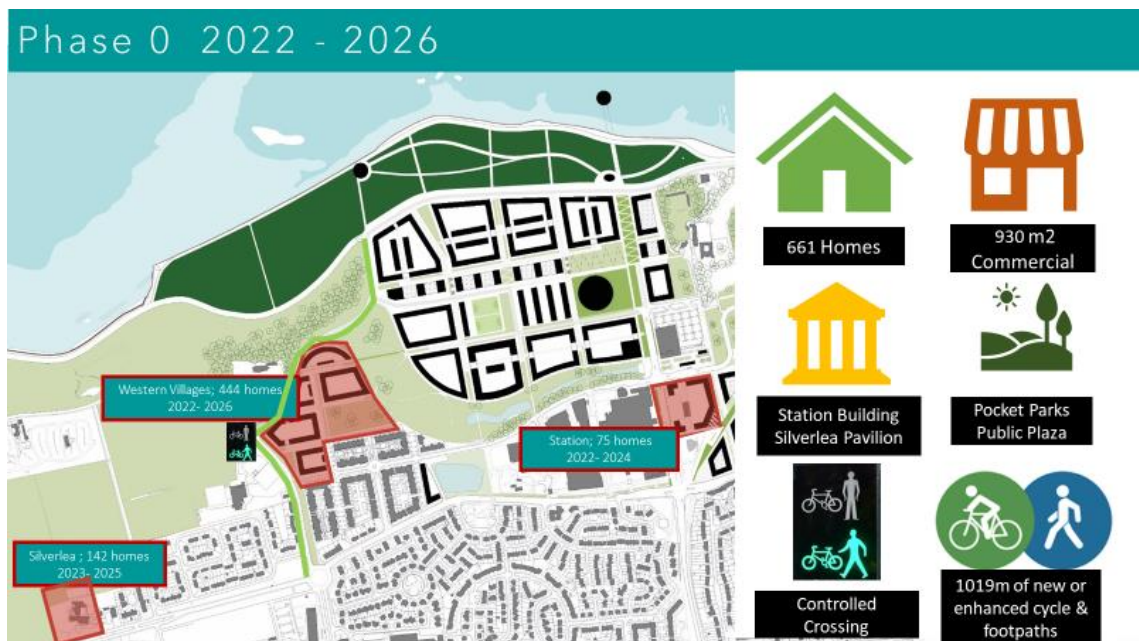 Phase 0 2022 - 2026
Western Villages; 444 homes
2022- 2026
Station; 75 homes
2022- 2024
Silverlea ; 142 homes
2023- 2025
661 Homes
930 m2
Commercial
Station Building
Silverlea Pavilion
Pocket Parks
Public Plaza
Controlled
Crossing
1019m of new or
enhanced cycle &
footpaths